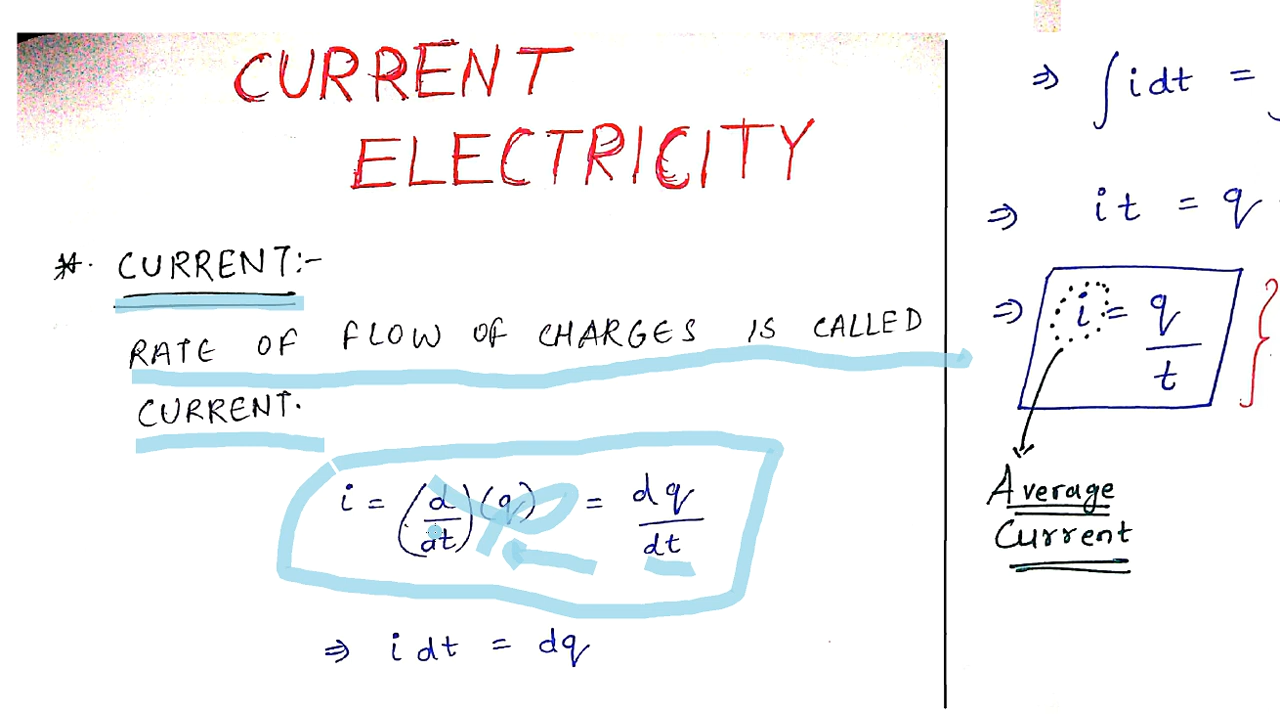 CURRENT
ELECTRICITY
*. CURRENT:-
RATE OF FLOW OF CHARGES IS CALLED
CURRENT.
i = (d/dt)(q) = dq/dt
⇒ i dt = dq
⇒ ∫ i dt =
⇒ i t = q
⇒ i = q/t
Average
Current